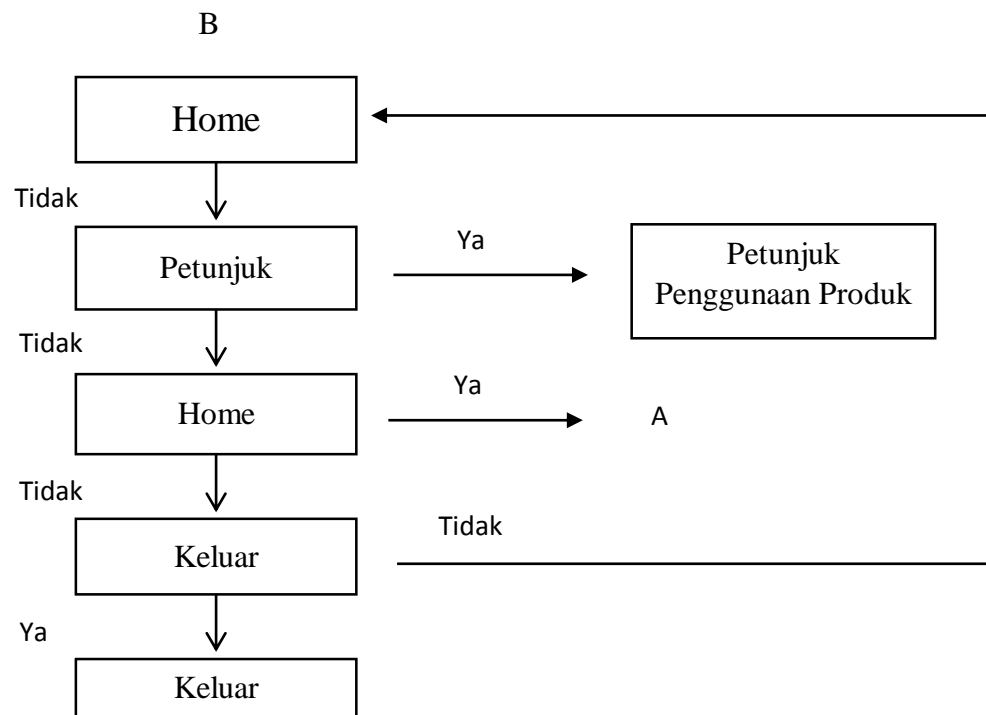 B
Home
Tidak
Petunjuk
Ya
Petunjuk
Penggunaan Produk
Tidak
Home
Ya
A
Tidak
Keluar
Tidak
Ya
Keluar